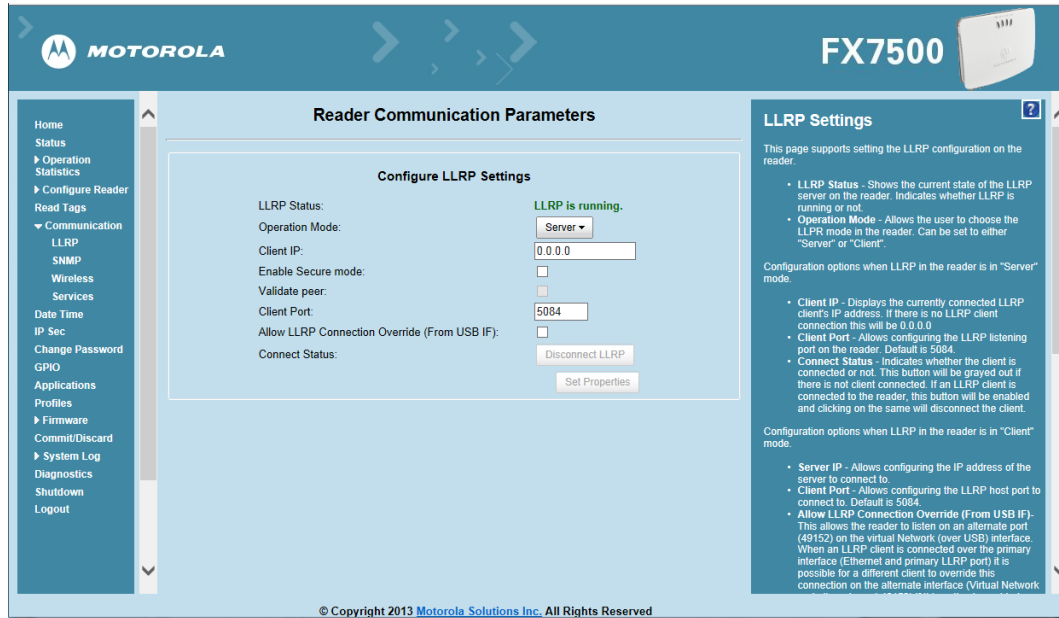 MOTOROLA
FX7500
Home
Status
Operation
Statistics
Configure Reader
Read Tags
Communication
LLRP
SNMP
Wireless
Services
Date Time
IP Sec
Change Password
GPIO
Applications
Profiles
Firmware
Commit/Discard
System Log
Diagnostics
Shutdown
Logout
Reader Communication Parameters
Configure LLRP Settings
LLRP Status: LLRP is running.
Operation Mode: Server
Client IP: 0.0.0.0
Enable Secure mode:
Validate peer:
Client Port: 5084
Allow LLRP Connection Override (From USB IF):
Connect Status: Disconnect LLRP
Set Properties
?
LLRP Settings
This page supports setting the LLRP configuration on the
reader.
• LLRP Status - Shows the current state of the LLRP
server on the reader. Indicates whether LLRP is
running or not.
• Operation Mode - Allows the user to choose the
LLPR mode in the reader. Can be set to either
"Server" or "Client".
Configuration options when LLRP in the reader is in "Server"
mode.
• Client IP - Displays the currently connected LLRP
client's IP address. If there is no LLRP client
connection this will be 0.0.0.0
• Client Port - Allows configuring the LLRP listening
port on the reader. Default is 5084.
• Connect Status - Indicates whether the client is
connected or not. This button will be grayed out if
there is not client connected. If an LLRP client is
connected to the reader, this button will be enabled
and clicking on the same will disconnect the client.
Configuration options when LLRP in the reader is in "Client"
mode.
• Server IP - Allows configuring the IP address of the
server to connect to.
• Client Port - Allows configuring the LLRP host port to
connect to. Default is 5084.
• Allow LLRP Connection Override (From USB IF)-
This allows the reader to listen on an alternate port
(49152) on the virtual Network (over USB) interface.
When an LLRP client is connected over the primary
interface (Ethernet and primary LLRP port) it is
possible for a different client to override this
connection on the alternate interface (Virtual Network
© Copyright 2013 Motorola Solutions Inc. All Rights Reserved